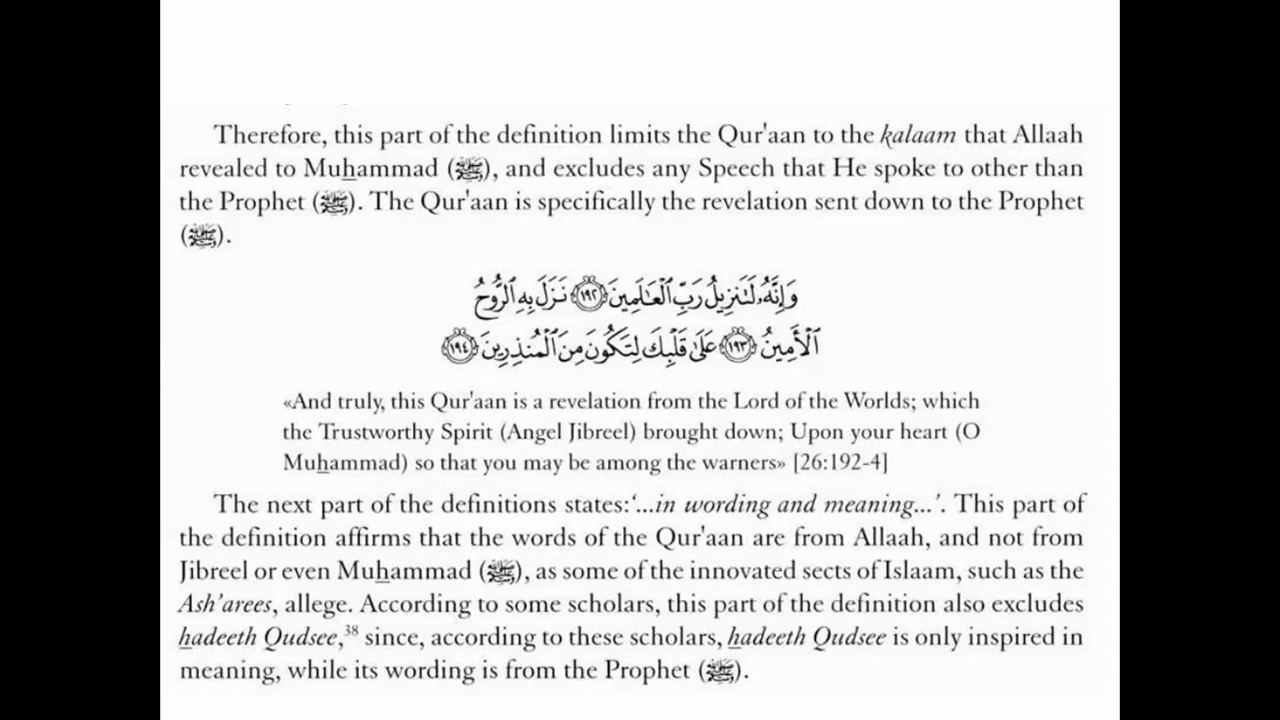 Therefore, this part of the definition limits the Qur'aan to the kalaam that Allaah
revealed to Muhammad (ﷺ), and excludes any Speech that He spoke to other than
the Prophet (ﷺ). The Qur'aan is specifically the revelation sent down to the Prophet
(ﷺ).
وَإِنَّهُۥ لَتَنزِيلُ رَبِّ ٱلْعَٰلَمِينَ ١٩٢ نَزَلَ بِهِ ٱلرُّوحُ
ٱلْأَمِينُ ١٩٣ عَلَىٰ قَلْبِكَ لِتَكُونَ مِنَ ٱلْمُنذِرِينَ ١٩٤
«And truly, this Qur'aan is a revelation from the Lord of the Worlds; which
the Trustworthy Spirit (Angel Jibreel) brought down; Upon your heart (O
Muhammad) so that you may be among the warners» [26:192-4]
The next part of the definitions states:‘...in wording and meaning...’. This part of
the definition affirms that the words of the Qur'aan are from Allaah, and not from
Jibreel or even Muhammad (ﷺ), as some of the innovated sects of Islaam, such as the
Ash’arees, allege. According to some scholars, this part of the definition also excludes
hadeeth Qudsee,³⁸ since, according to these scholars, hadeeth Qudsee is only inspired in
meaning, while its wording is from the Prophet (ﷺ).